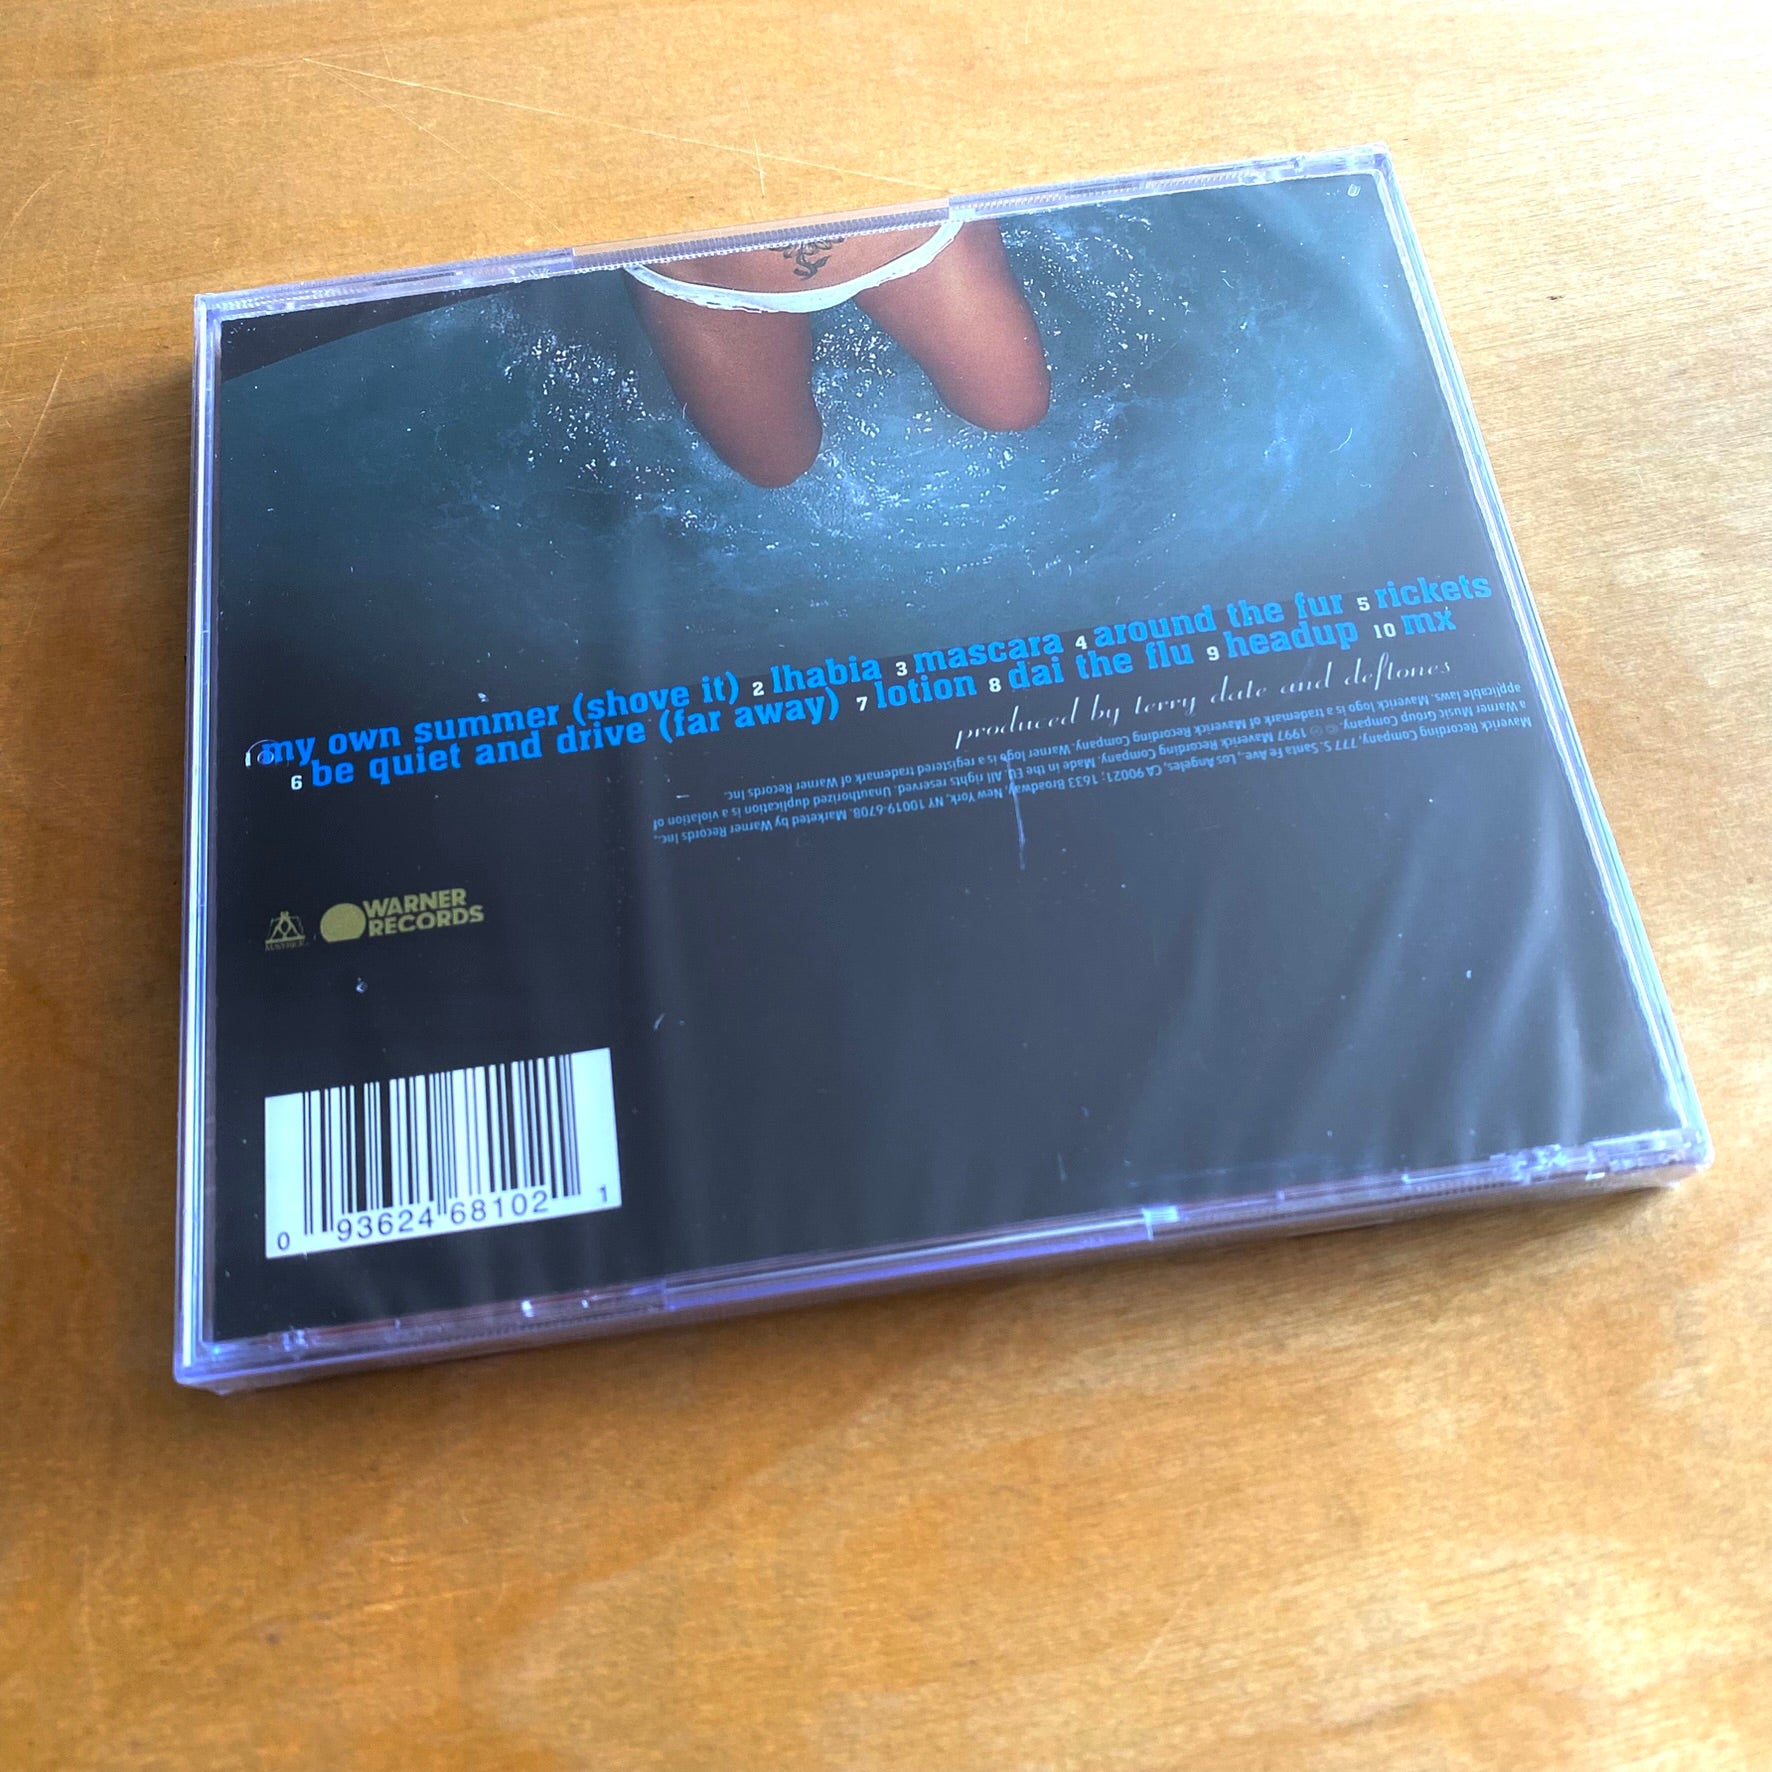 1 my own summer (shove it) 2 lhabia 3 mascara 4 around the fur 5 rickets
6 be quiet and drive (far away) 7 lotion 8 dai the flu 9 headup 10 mx
produced by terry date and deftones
Maverick Recording Company, 777 S. Santa Fe Ave., Los Angeles, CA 90021; 1633 Broadway, New York, NY 10019-6708. Marketed by Warner Records Inc.,
a Warner Music Group Company. © ℗ 1997 Maverick Recording Company. Made in the EU. All rights reserved. Unauthorized duplication is a violation of
applicable laws. Maverick logo is a trademark of Maverick Recording Company. Warner logo is a registered trademark of Warner Records Inc.
MAVERICK
WARNER
RECORDS
0 93624 68102 1